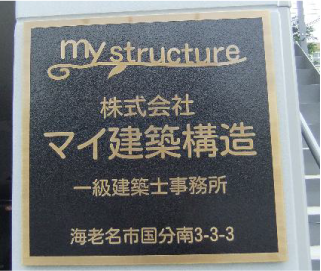 my structure
株式会社
マイ建築構造
一級建築士事務所
海老名市国分南3-3-3